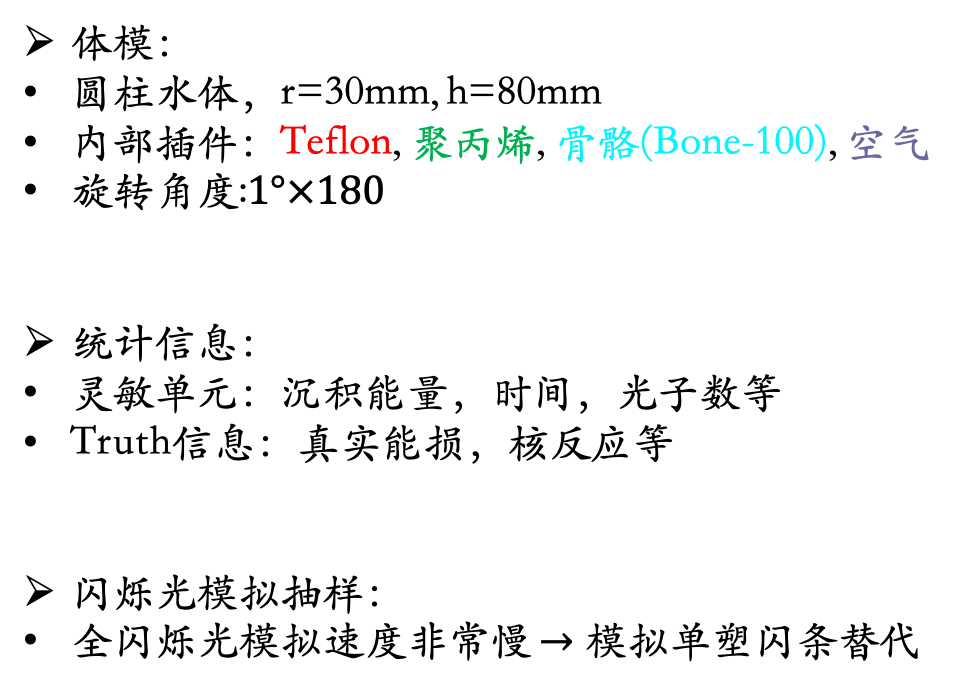 ➢ 体模：
• 圆柱水体，r=30mm, h=80mm
• 内部插件：Teflon, 聚丙烯, 骨骼(Bone-100), 空气
• 旋转角度:1°×180
➢ 统计信息：
• 灵敏单元：沉积能量，时间，光子数等
• Truth信息：真实能损，核反应等
➢ 闪烁光模拟抽样：
• 全闪烁光模拟速度非常慢→模拟单塑闪条替代